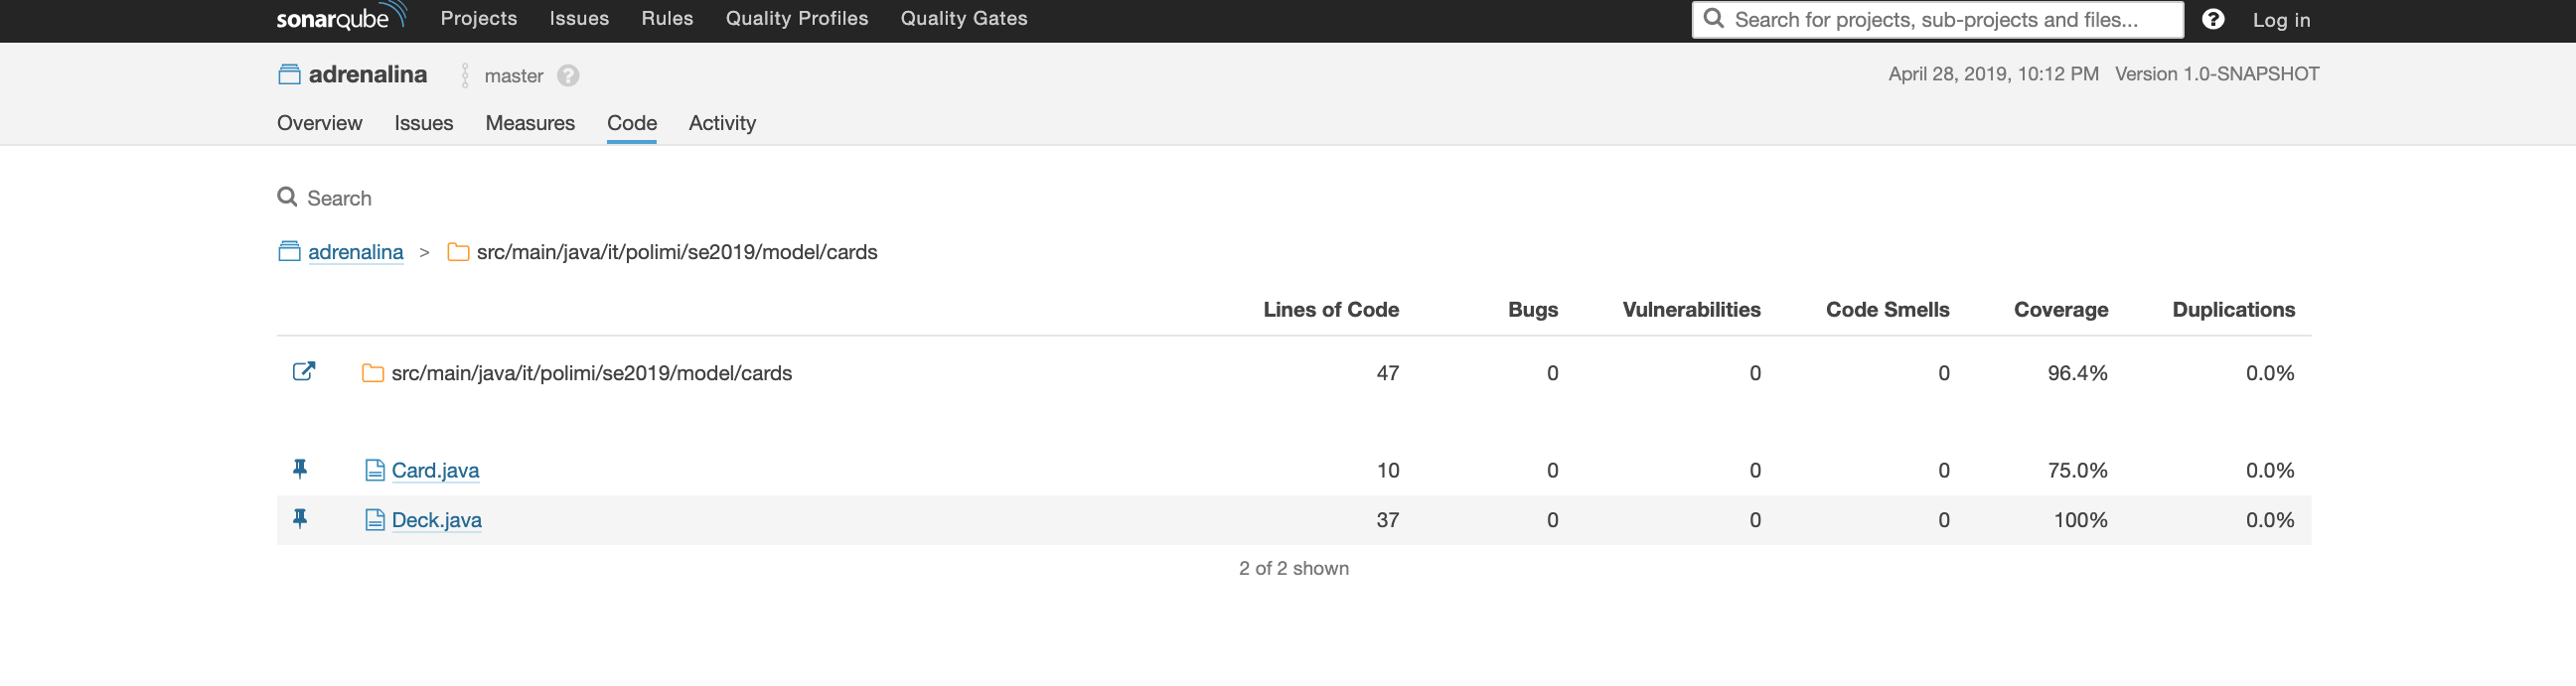 sonarqube Projects Issues Rules Quality Profiles Quality Gates Search for projects, sub-projects and files... ? Log in
adrenalina master ? April 28, 2019, 10:12 PM Version 1.0-SNAPSHOT
Overview Issues Measures Code Activity
Search
adrenalina > src/main/java/it/polimi/se2019/model/cards
Lines of Code Bugs Vulnerabilities Code Smells Coverage Duplications
src/main/java/it/polimi/se2019/model/cards 47 0 0 0 96.4% 0.0%
Card.java 10 0 0 0 75.0% 0.0%
Deck.java 37 0 0 0 100% 0.0%
2 of 2 shown